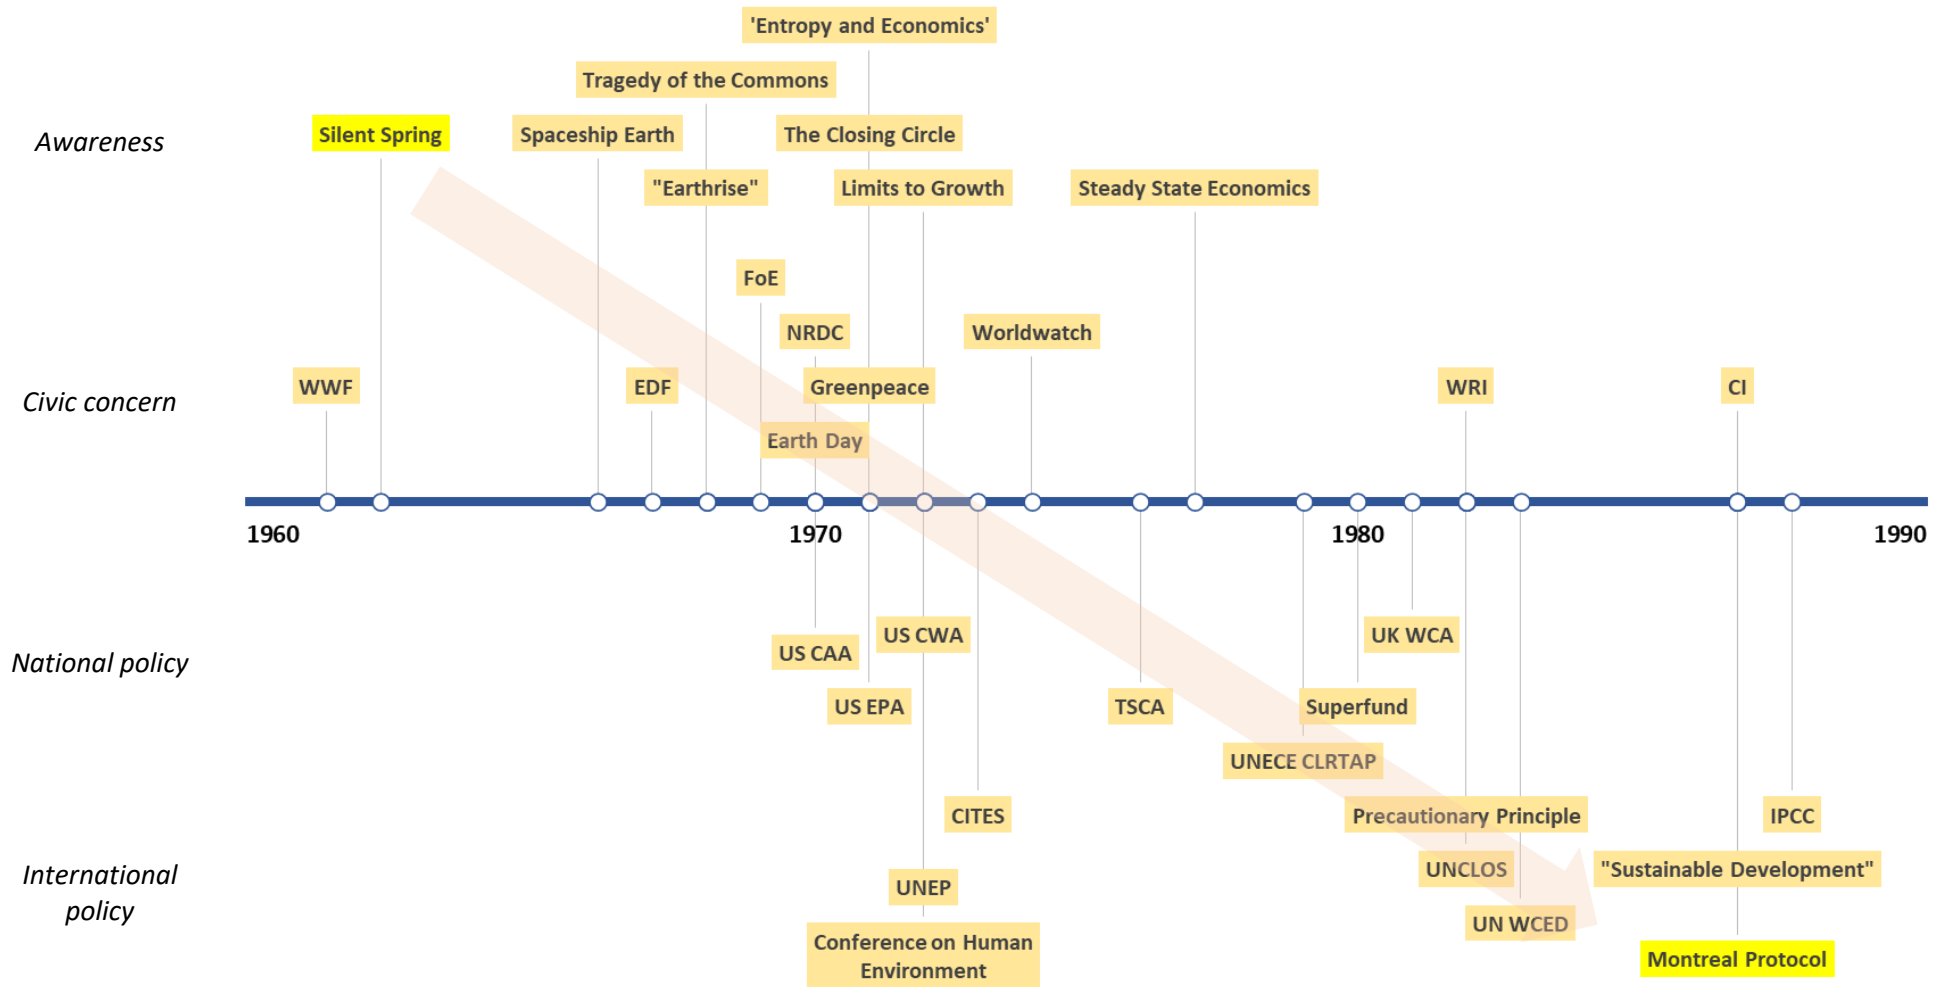 'Entropy and Economics'
Tragedy of the Commons
Awareness
Silent Spring
Spaceship Earth
The Closing Circle
"Earthrise"
Limits to Growth
Steady State Economics
FoE
NRDC
Worldwatch
Civic concern
WWF
EDF
Greenpeace
WRI
CI
Earth Day
1960
1970
1980
1990
National policy
US CAA
US CWA
UK WCA
US EPA
TSCA
Superfund
UNECE CLRTAP
CITES
Precautionary Principle
IPCC
International
policy
UNEP
UNCLOS
"Sustainable Development"
UN WCED
Conference on Human
Environment
Montreal Protocol